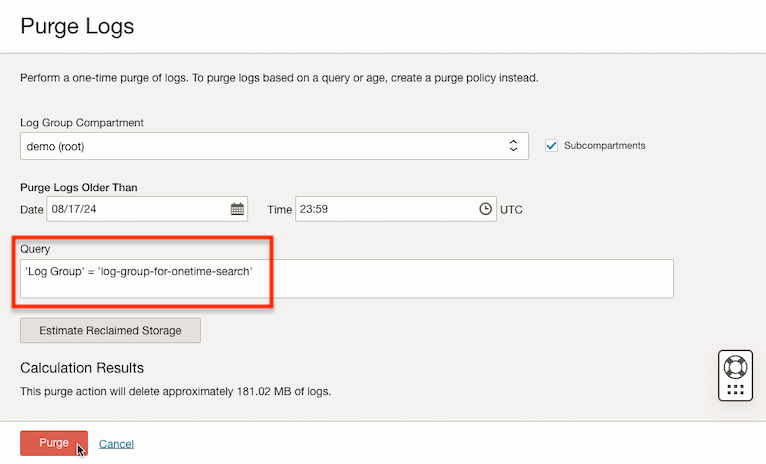 Purge Logs
Perform a one-time purge of logs. To purge logs based on a query or age, create a purge policy instead.
Log Group Compartment
demo (root)
Subcompartments
Purge Logs Older Than
Date 08/17/24 Time 23:59 UTC
Query
'Log Group' = 'log-group-for-onetime-search'
Estimate Reclaimed Storage
Calculation Results
This purge action will delete approximately 181.02 MB of logs.
Purge Cancel